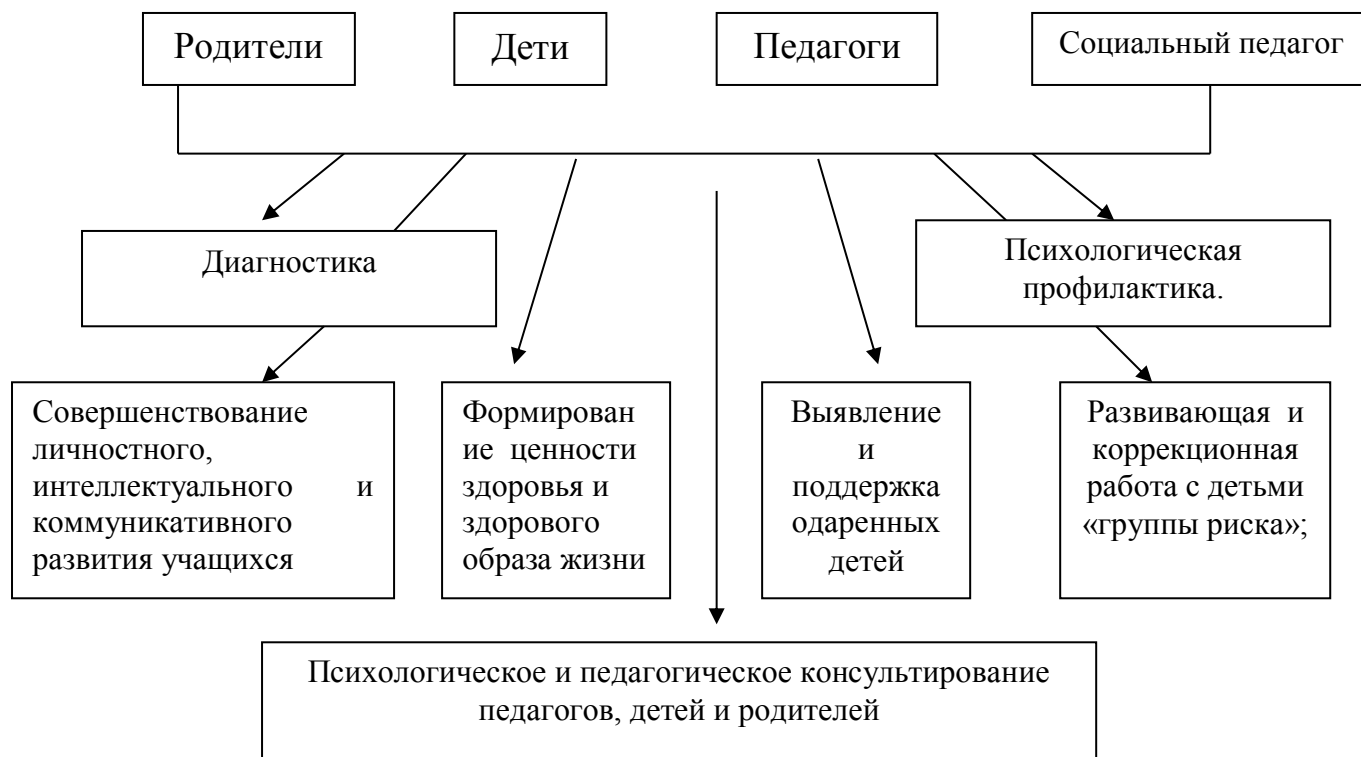 Родители
Дети
Педагоги
Социальный педагог
Диагностика
Психологическая
профилактика.
Совершенствование
личностного,
интеллектуального и
коммуникативного
развития учащихся
Формирован
ие ценности
здоровья и
здорового
образа жизни
Выявление
и
поддержка
одаренных
детей
Развивающая и
коррекционная
работа с детьми
«группы риска»;
Психологическое и педагогическое консультирование
педагогов, детей и родителей